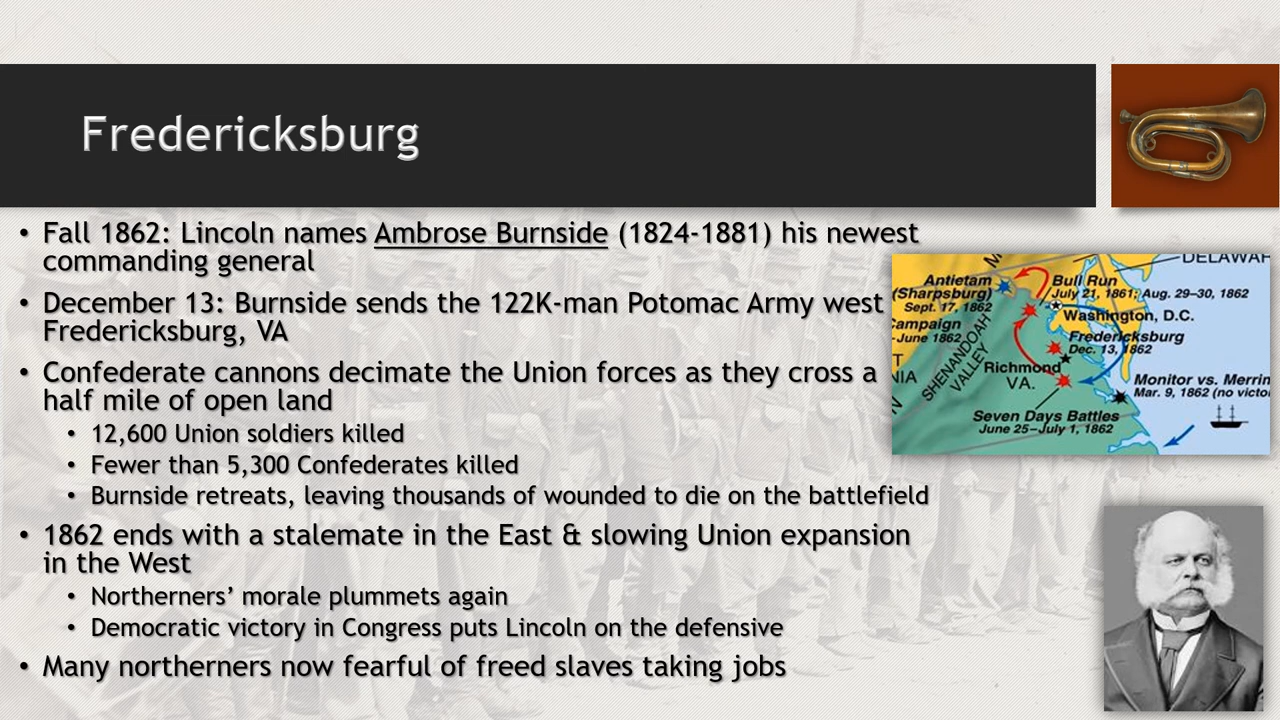 Fredericksburg
• Fall 1862: Lincoln names Ambrose Burnside (1824-1881) his newest
commanding general
• December 13: Burnside sends the 122K-man Potomac Army west
Fredericksburg, VA
• Confederate cannons decimate the Union forces as they cross a
half mile of open land
• 12,600 Union soldiers killed
• Fewer than 5,300 Confederates killed
• Burnside retreats, leaving thousands of wounded to die on the battlefield
• 1862 ends with a stalemate in the East & slowing Union expansion
in the West
• Northerners’ morale plummets again
• Democratic victory in Congress puts Lincoln on the defensive
• Many northerners now fearful of freed slaves taking jobs
DELAWAR
Antietam
(Sharpsburg)
Sept. 17, 1862
Bull Run
July 21, 1861; Aug. 29–30, 1862
Washington, D.C.
Campaign
-June 1862
SHENANDOAH
VALLEY
Fredericksburg
Dec. 13, 1862
Richmond
VA.
NIA
Monitor vs. Merrin
Mar. 9, 1862 (no victo
Seven Days Battles
June 25–July 1, 1862